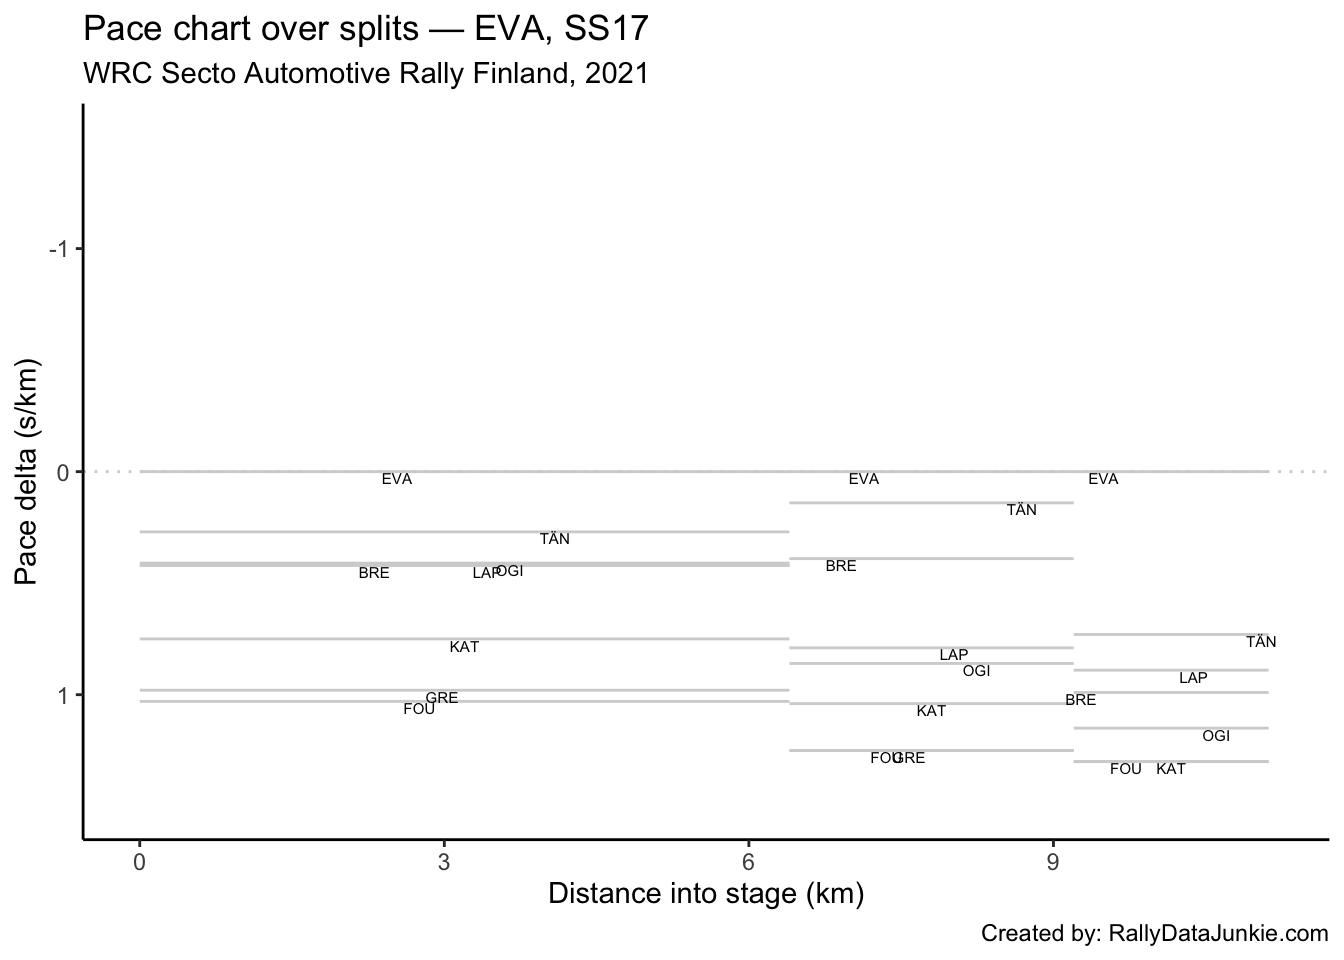 Pace chart over splits — EVA, SS17
WRC Secto Automotive Rally Finland, 2021
Pace delta (s/km)
-1
0
1
EVA EVA EVA
TÄN
TÄN
BRE
BRE LAP OGI
TÄN
KAT
LAP
OGI
LAP
GRE
BRE
FOU
KAT
OGI
FOU GRE
FOU KAT
0 3 6 9
Distance into stage (km)
Created by: RallyDataJunkie.com